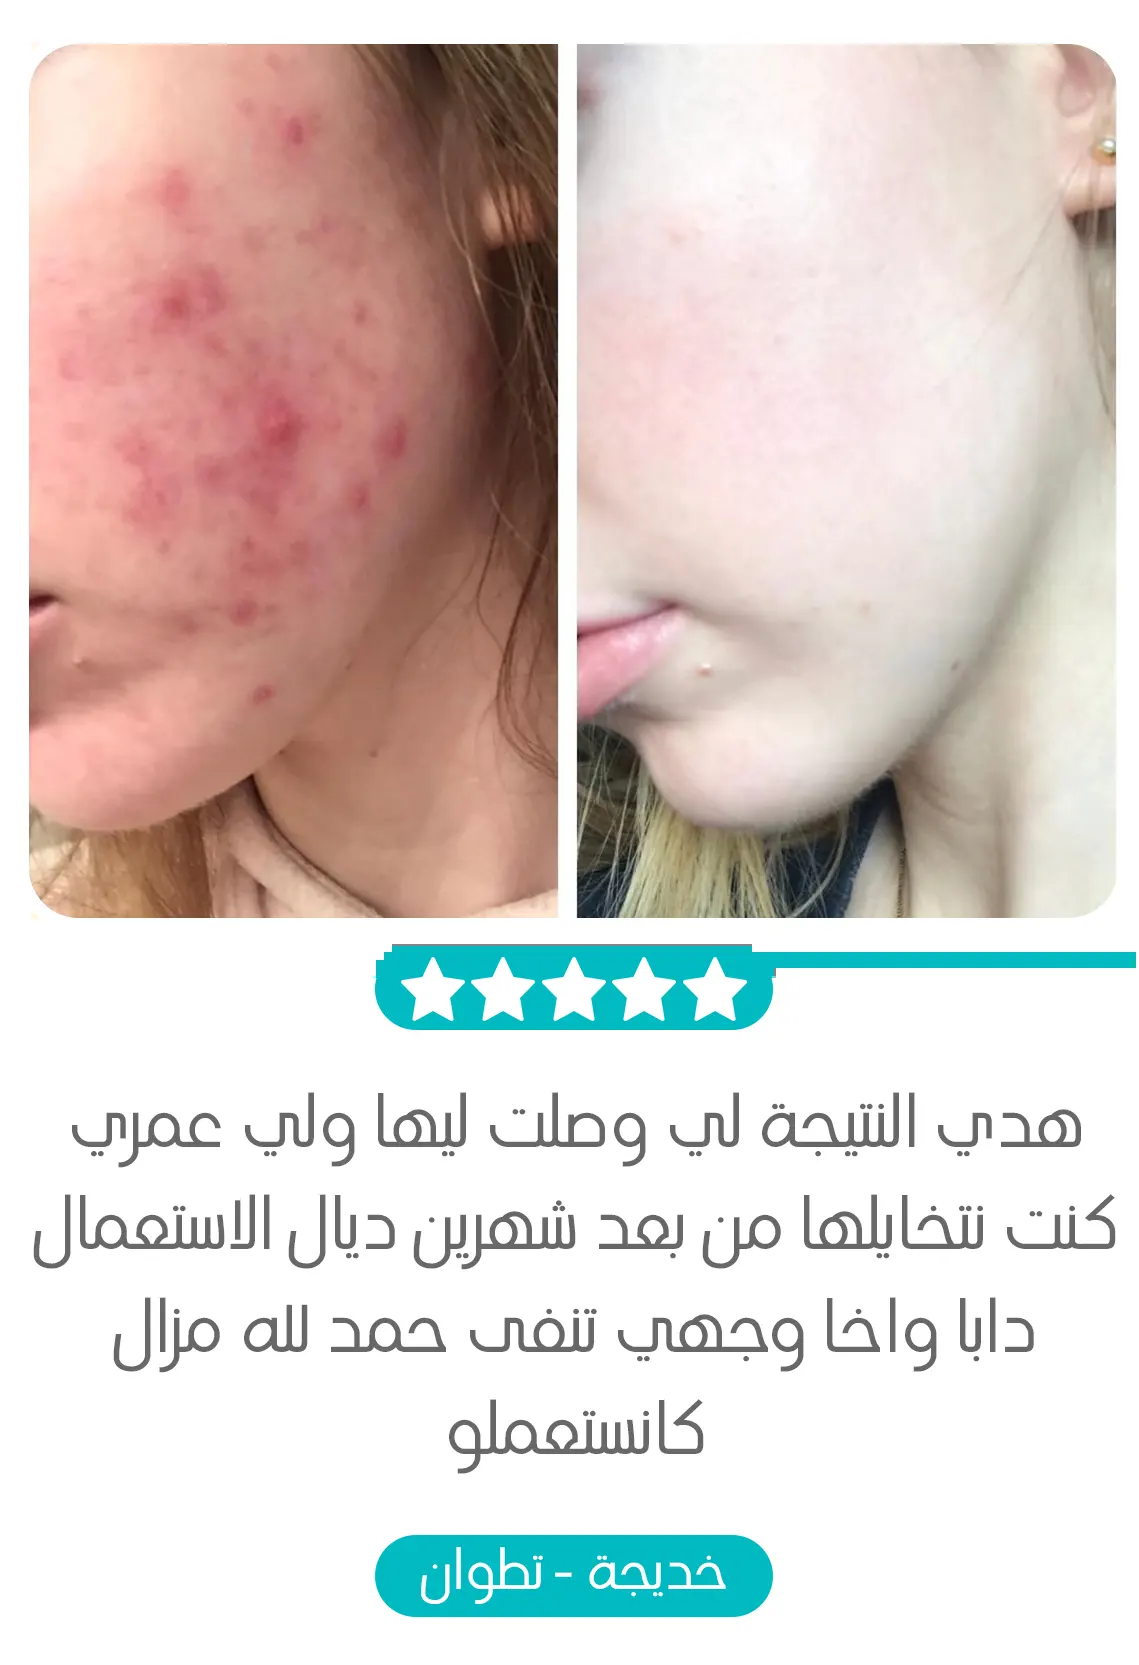 هدي النتيجة لي وصلت ليها ولي عمري
كنت نتخايلها من بعد شهرين ديال الاستعمال
دابا واخا وجهي تنفى حمد لله مزال
كانستعملو
خديجة - تطوان